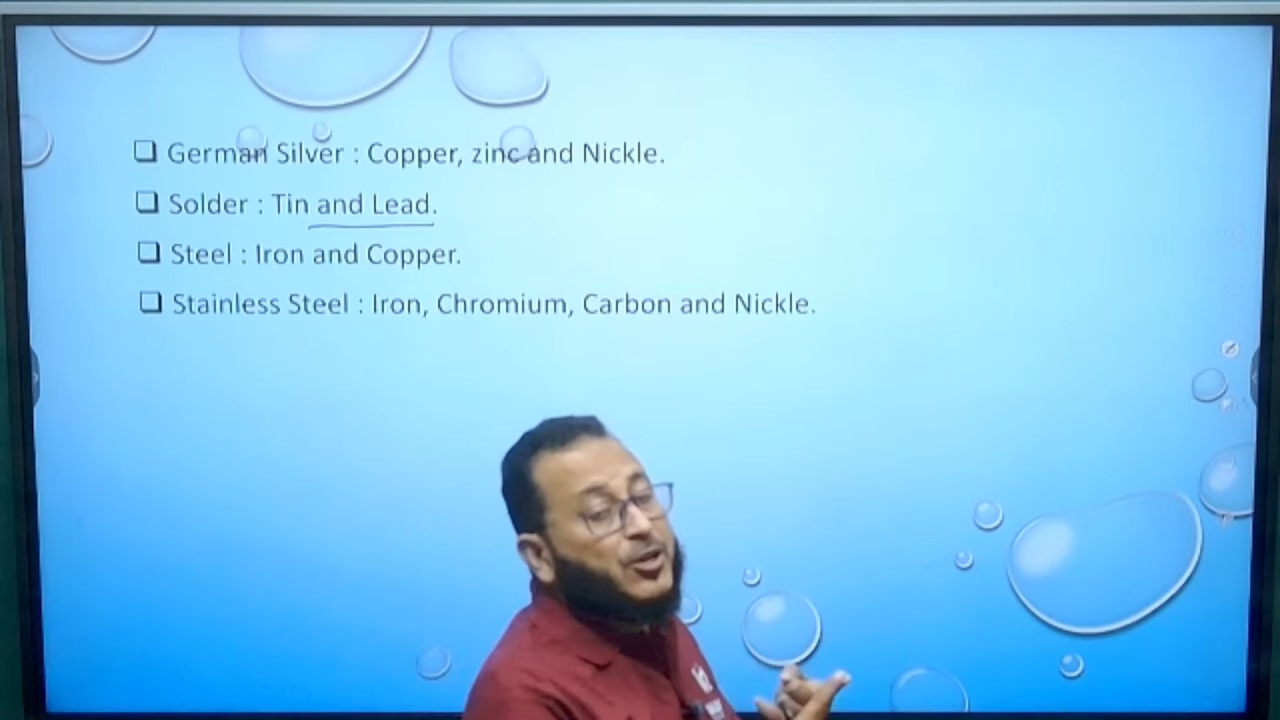 ❑ German Silver : Copper, zinc and Nickle.
❑ Solder : Tin and Lead.
❑ Steel : Iron and Copper.
❑ Stainless Steel : Iron, Chromium, Carbon and Nickle.